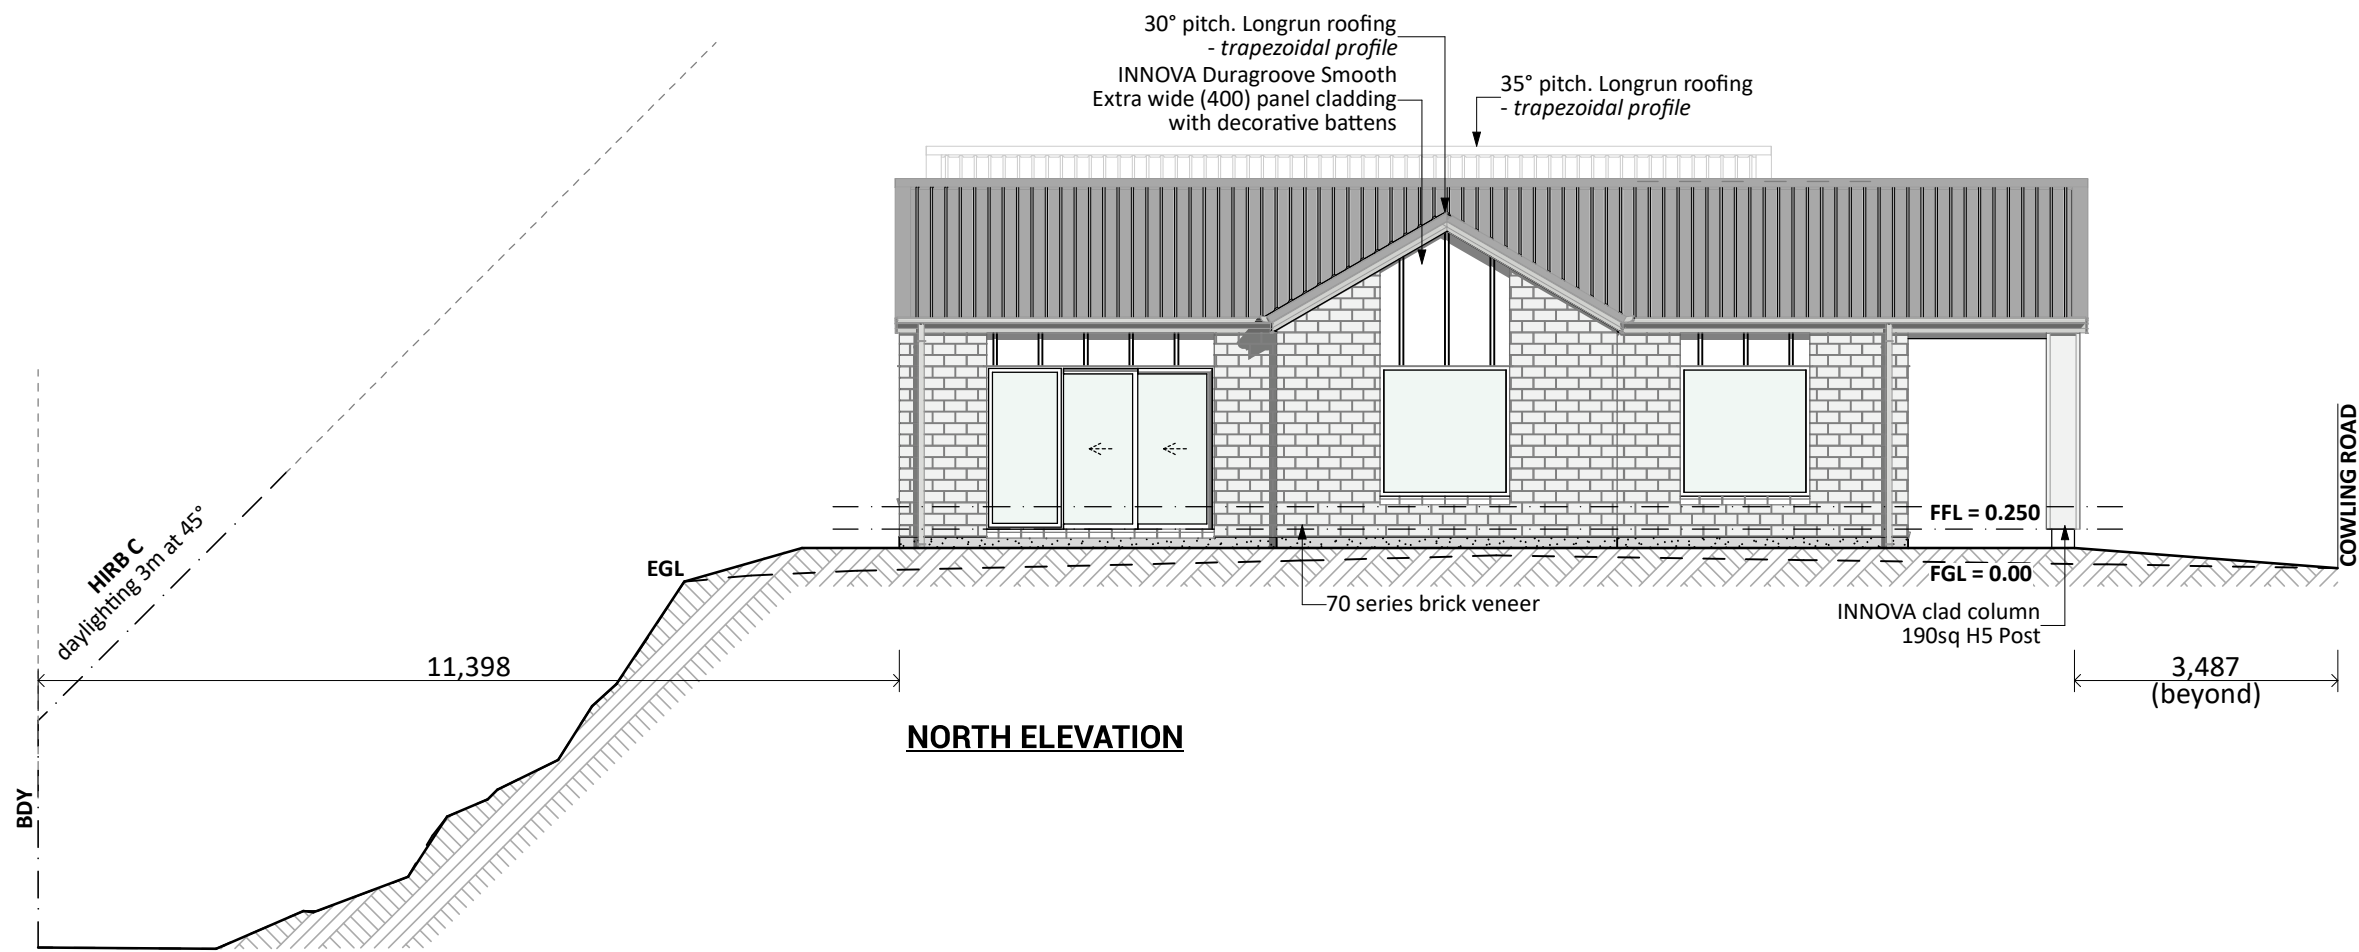 30° pitch. Longrun roofing
- trapezoidal profile
INNOVA Duragroove Smooth
Extra wide (400) panel cladding
with decorative battens
35° pitch. Longrun roofing
- trapezoidal profile
HIRB C
daylighting 3m at 45°
COWLING ROAD
FFL = 0.250
EGL
FGL = 0.00
70 series brick veneer
INNOVA clad column
190sq H5 Post
11,398
3,487
(beyond)
NORTH ELEVATION
BDY